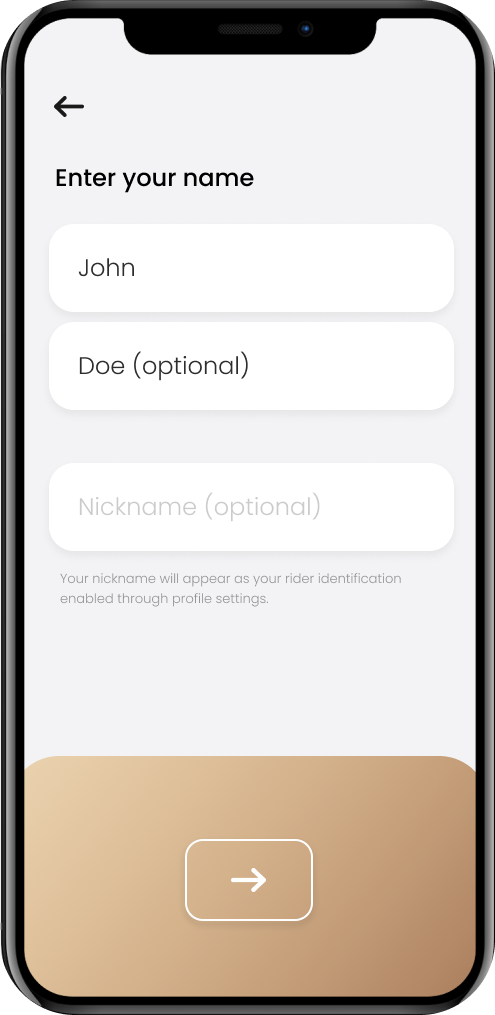 Enter your name
John
Doe (optional)
Nickname (optional)
Your nickname will appear as your rider identification
enabled through profile settings.